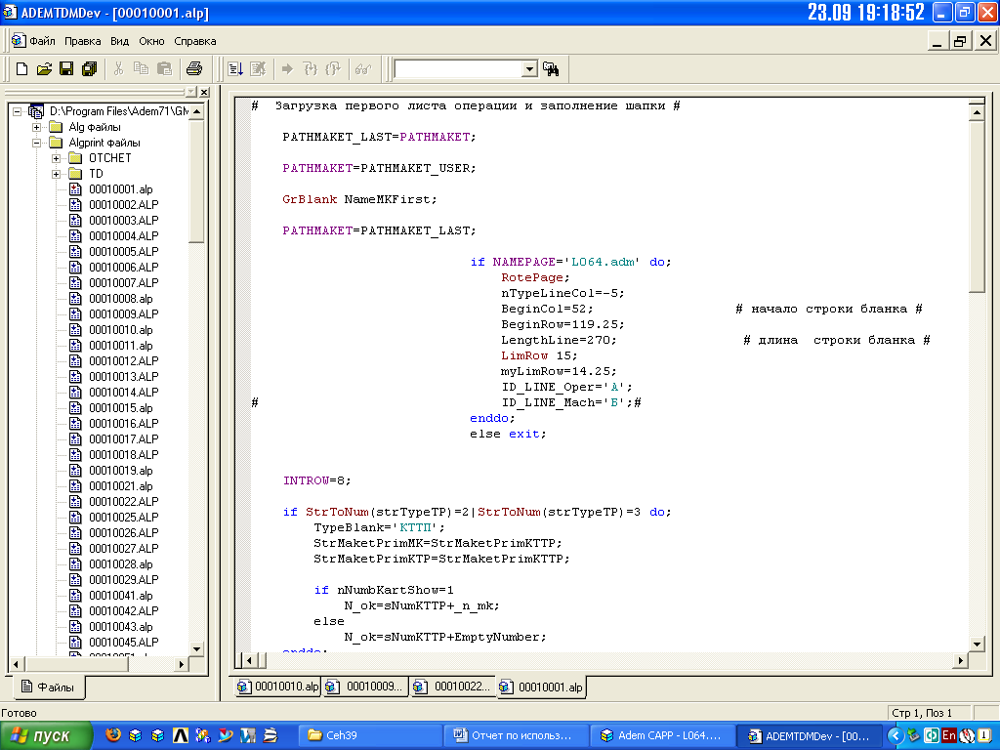 ADEMTDMDev - [00010001.alp]
23.09 19:18:52
Файл Правка Вид Окно Справка
D:\Program Files\Adem71\GM
Alg файлы
Algprint файлы
OTCHET
TD
00010001.alp
00010002.ALP
00010003.ALP
00010004.ALP
00010005.ALP
00010006.ALP
00010007.ALP
00010008.alp
00010009.ALP
00010010.alp
00010011.alp
00010012.ALP
00010013.ALP
00010014.ALP
00010015.alp
00010016.ALP
00010017.ALP
00010018.ALP
00010019.alp
00010021.alp
00010022.ALP
00010025.ALP
00010026.ALP
00010027.ALP
00010028.alp
00010029.ALP
00010041.alp
00010042.ALP
00010043.alp
00010045.ALP
Файлы
# Загрузка первого листа операции и заполнение шапки #
PATHMAKET_LAST=PATHMAKET;
PATHMAKET=PATHMAKET_USER;
GrBlank NameMKFirst;
PATHMAKET=PATHMAKET_LAST;
if NAMEPAGE='L064.adm' do;
RotePage;
nTypeLineCol=-5;
BeginCol=52; # начало строки бланка #
BeginRow=119.25;
LengthLine=270; # длина строки бланка #
LimRow 15;
myLimRow=14.25;
ID_LINE_Oper='А';
# ID_LINE_Mach='Б';#
enddo;
else exit;
INTROW=8;
if StrToNum(strTypeTP)=2|StrToNum(strTypeTP)=3 do;
TypeBlank='КТТП';
StrMaketPrimMK=StrMaketPrimKTTP;
StrMaketPrimKTP=StrMaketPrimKTTP;
if nNumbKartShow=1
N_ok=sNumKTTP+_n_mk;
else
N_ok=sNumKTTP+EmptyNumber;
enddo;
00010010.alp 00010009... 00010022... 00010001.alp
Готово
Стр 1, Поз 1
пуск
Ceh39
Отчет по использ...
Adem CAPP - L064....
ADEMTDMDev - [00...
En